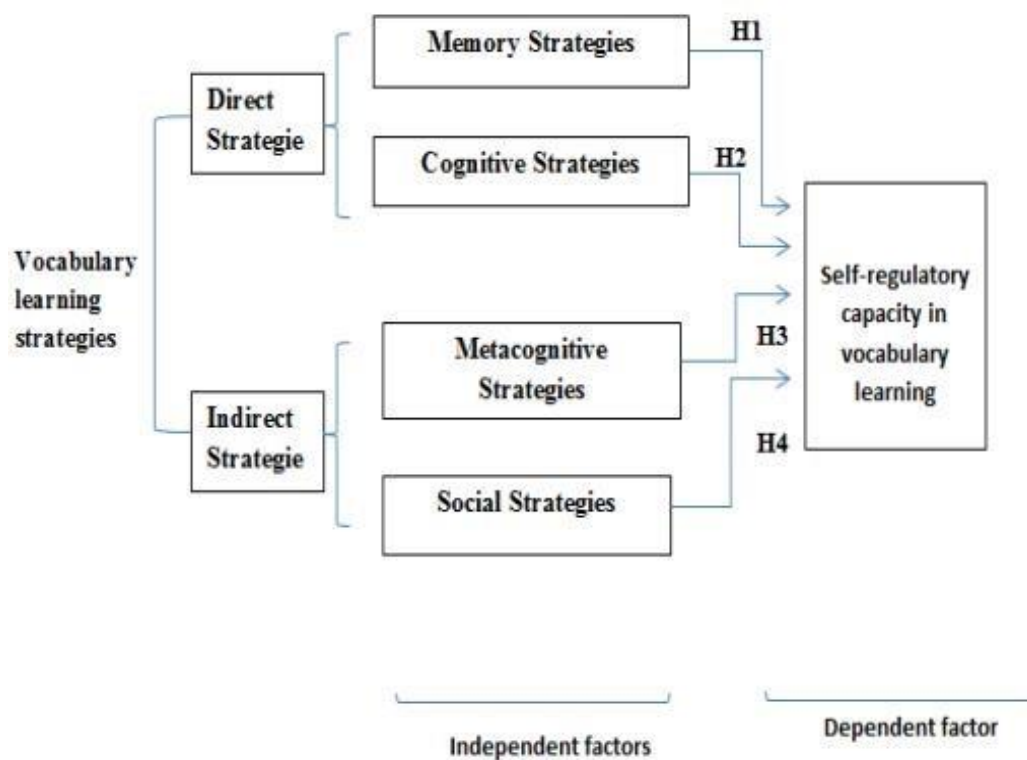 Vocabulary
learning
strategies
Direct
Strategie
Indirect
Strategie
Memory Strategies
Cognitive Strategies
Metacognitive
Strategies
Social Strategies
H1
H2
H3
H4
Self-regulatory
capacity in
vocabulary
learning
Independent factors
Dependent factor